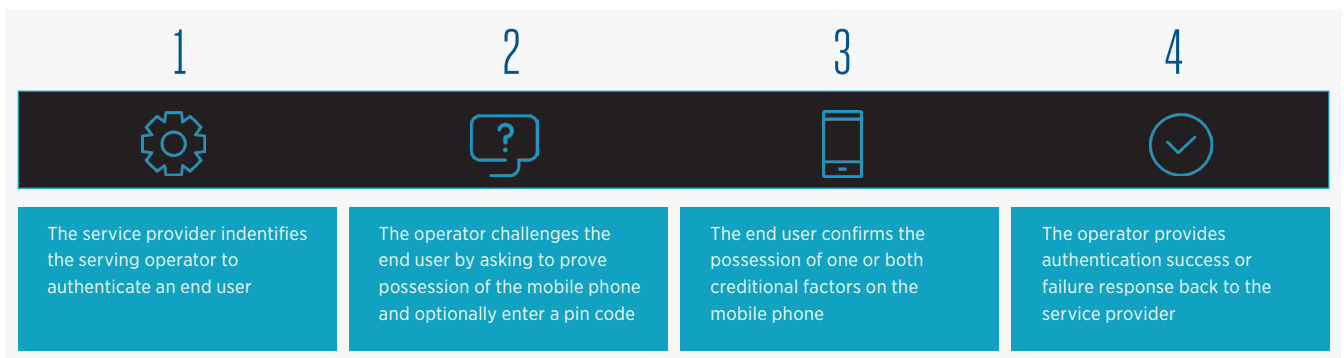 1
2
3
4
?
The service provider indentifies
the serving operator to
authenticate an end user
The operator challenges the
end user by asking to prove
possession of the mobile phone
and optionally enter a pin code
The end user confirms the
possession of one or both
creditional factors on the
mobile phone
The operator provides
authentication success or
failure response back to the
service provider